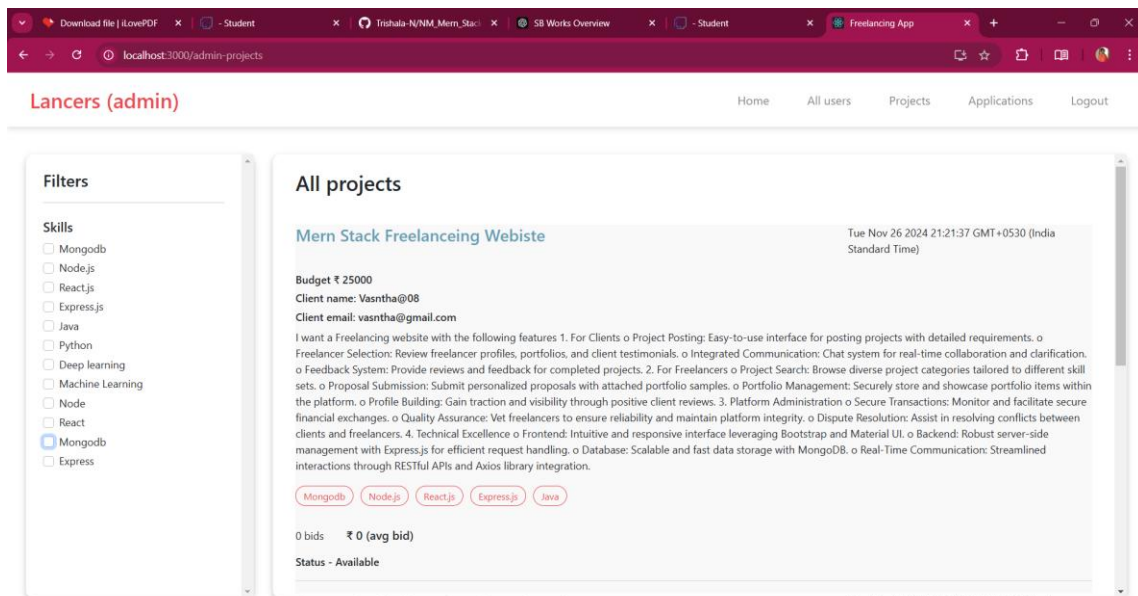 Download file | iLovePDF
- Student
Trishala-N/NM_Mern_Stac
SB Works Overview
- Student
Freelancing App
localhost:3000/admin-projects
Lancers (admin)
Home
All users
Projects
Applications
Logout
Filters
Skills
Mongodb
Node.js
React.js
Express.js
Java
Python
Deep learning
Machine Learning
Node
React
Mongodb
Express
All projects
Mern Stack Freelanceing Webiste
Tue Nov 26 2024 21:21:37 GMT+0530 (India
Standard Time)
Budget ₹ 25000
Client name: Vasntha@08
Client email: vasntha@gmail.com
I want a Freelancing website with the following features 1. For Clients o Project Posting: Easy-to-use interface for posting projects with detailed requirements. o
Freelancer Selection: Review freelancer profiles, portfolios, and client testimonials. o Integrated Communication: Chat system for real-time collaboration and clarification.
o Feedback System: Provide reviews and feedback for completed projects. 2. For Freelancers o Project Search: Browse diverse project categories tailored to different skill
sets. o Proposal Submission: Submit personalized proposals with attached portfolio samples. o Portfolio Management: Securely store and showcase portfolio items within
the platform. o Profile Building: Gain traction and visibility through positive client reviews. 3. Platform Administration o Secure Transactions: Monitor and facilitate secure
financial exchanges. o Quality Assurance: Vet freelancers to ensure reliability and maintain platform integrity. o Dispute Resolution: Assist in resolving conflicts between
clients and freelancers. 4. Technical Excellence o Frontend: Intuitive and responsive interface leveraging Bootstrap and Material UI. o Backend: Robust server-side
management with Express.js for efficient request handling. o Database: Scalable and fast data storage with MongoDB. o Real-Time Communication: Streamlined
interactions through RESTful APIs and Axios library integration.
Mongodb
Node.js
React.js
Express.js
Java
0 bids
₹ 0 (avg bid)
Status - Available